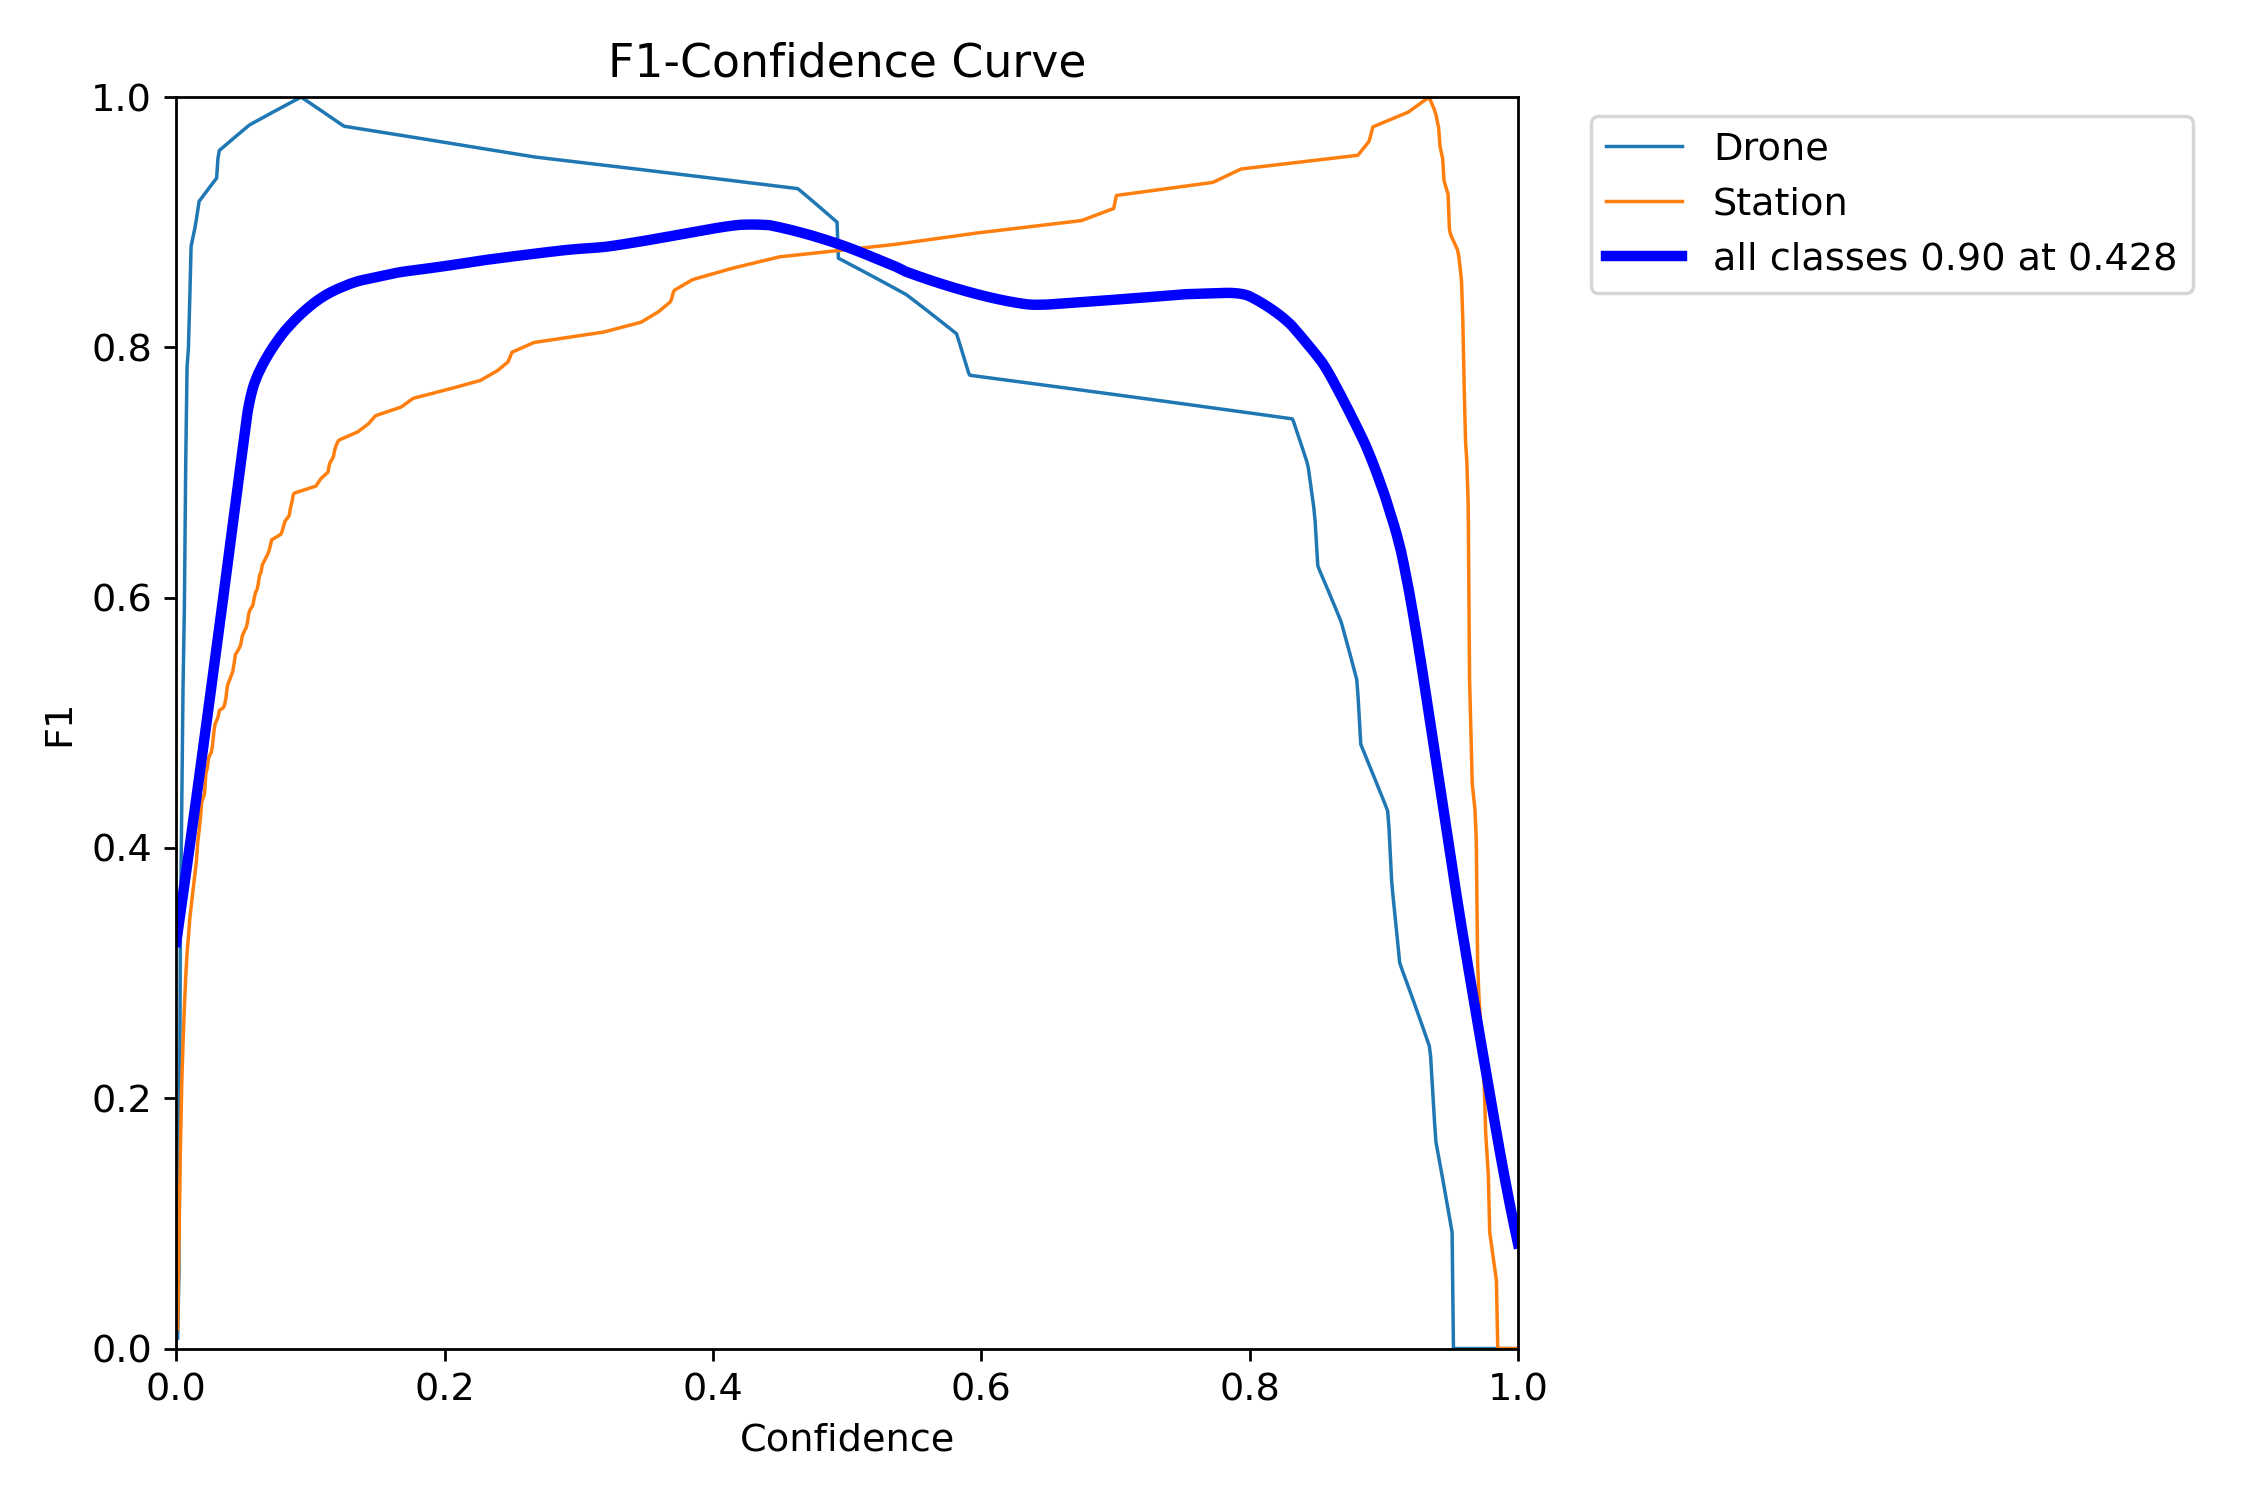 F1-Confidence Curve
Drone
Station
all classes 0.90 at 0.428
1.0
0.8
0.6
0.4
0.2
0.0
F1
0.0 0.2 0.4 0.6 0.8 1.0
Confidence